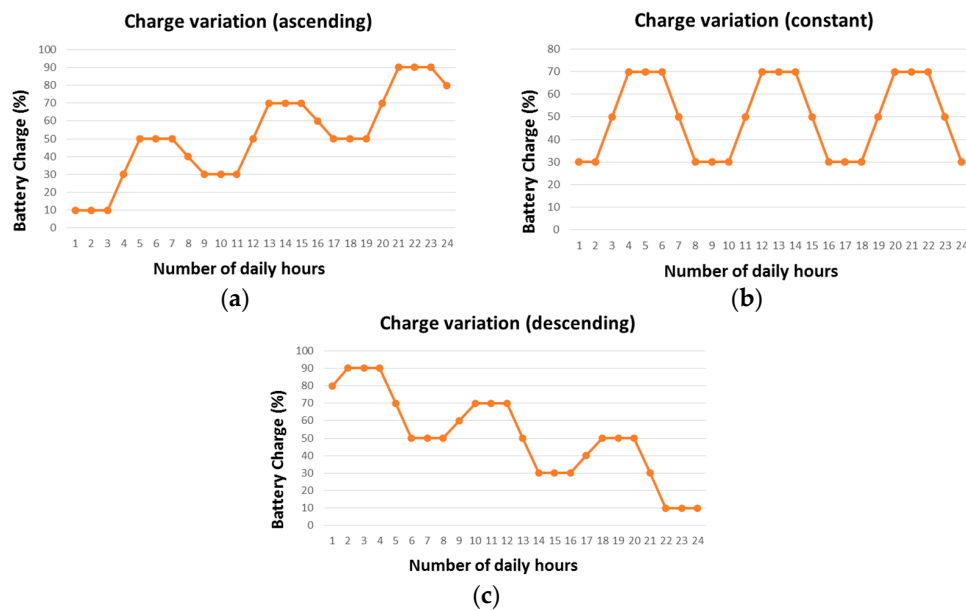 Charge variation (ascending)
100
90
80
70
60
50
40
30
20
10
0
Battery Charge (%)
1 2 3 4 5 6 7 8 9 10 11 12 13 14 15 16 17 18 19 20 21 22 23 24
Number of daily hours
(a)
Charge variation (constant)
80
70
60
50
40
30
20
10
0
Battery Charge (%)
1 2 3 4 5 6 7 8 9 10 11 12 13 14 15 16 17 18 19 20 21 22 23 24
Number of daily hours
(b)
Charge variation (descending)
100
90
80
70
60
50
40
30
20
10
0
Battery Charge (%)
1 2 3 4 5 6 7 8 9 10 11 12 13 14 15 16 17 18 19 20 21 22 23 24
Number of daily hours
(c)